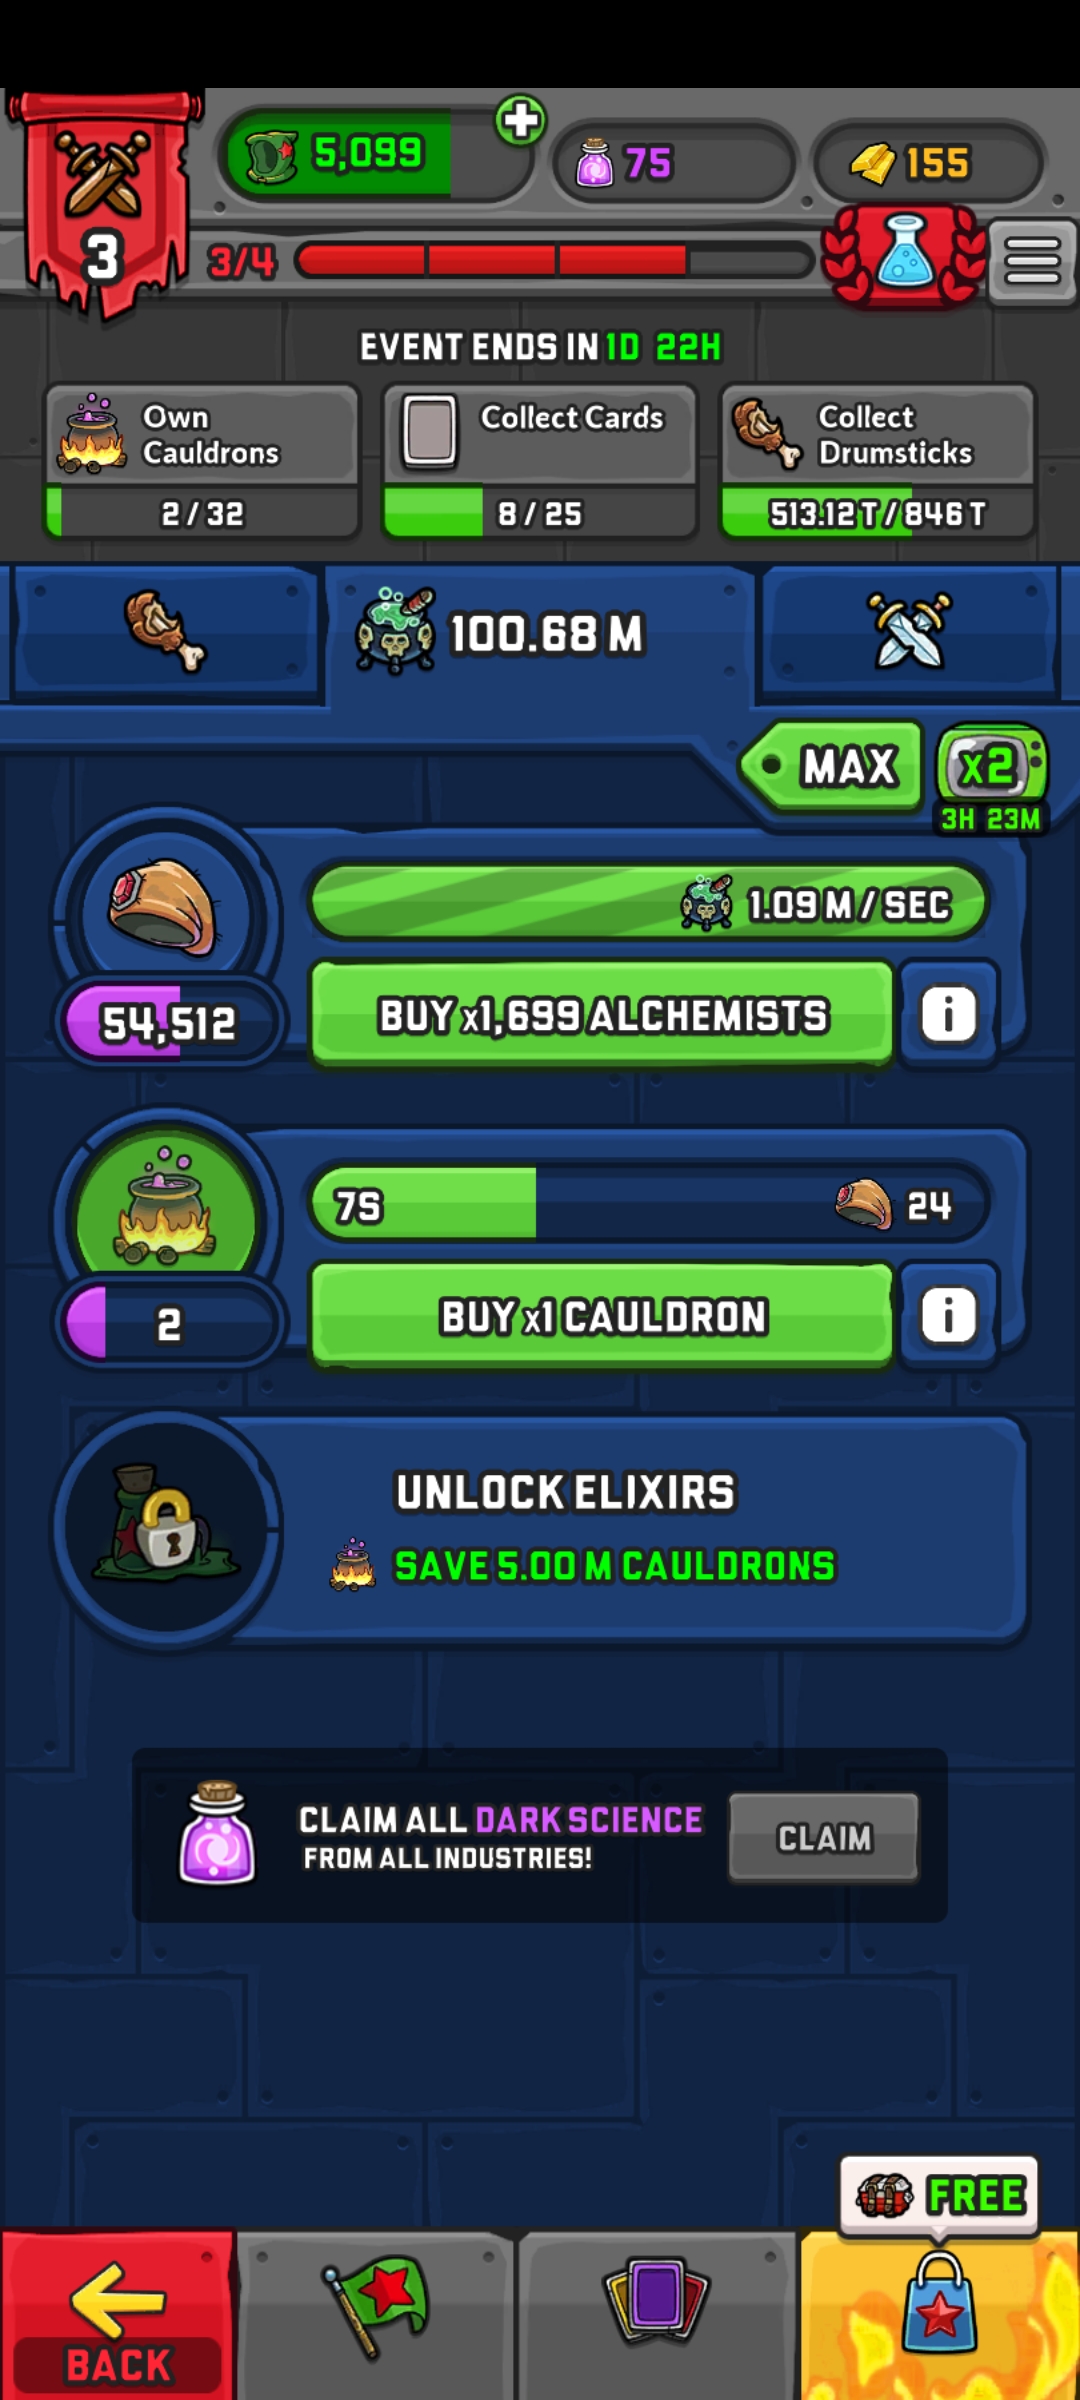 5,099
75
155
3
3/4
EVENT ENDS IN 1D 22H
Own
Cauldrons
2 / 32
Collect Cards
8 / 25
Collect
Drumsticks
513.12 T / 846 T
100.68 M
MAX
x2
3H 23M
1.09 M / SEC
54,512
BUY x1,699 ALCHEMISTS
i
7S
24
2
BUY x1 CAULDRON
i
UNLOCK ELIXIRS
SAVE 5.00 M CAULDRONS
CLAIM ALL DARK SCIENCE
FROM ALL INDUSTRIES!
CLAIM
FREE
BACK